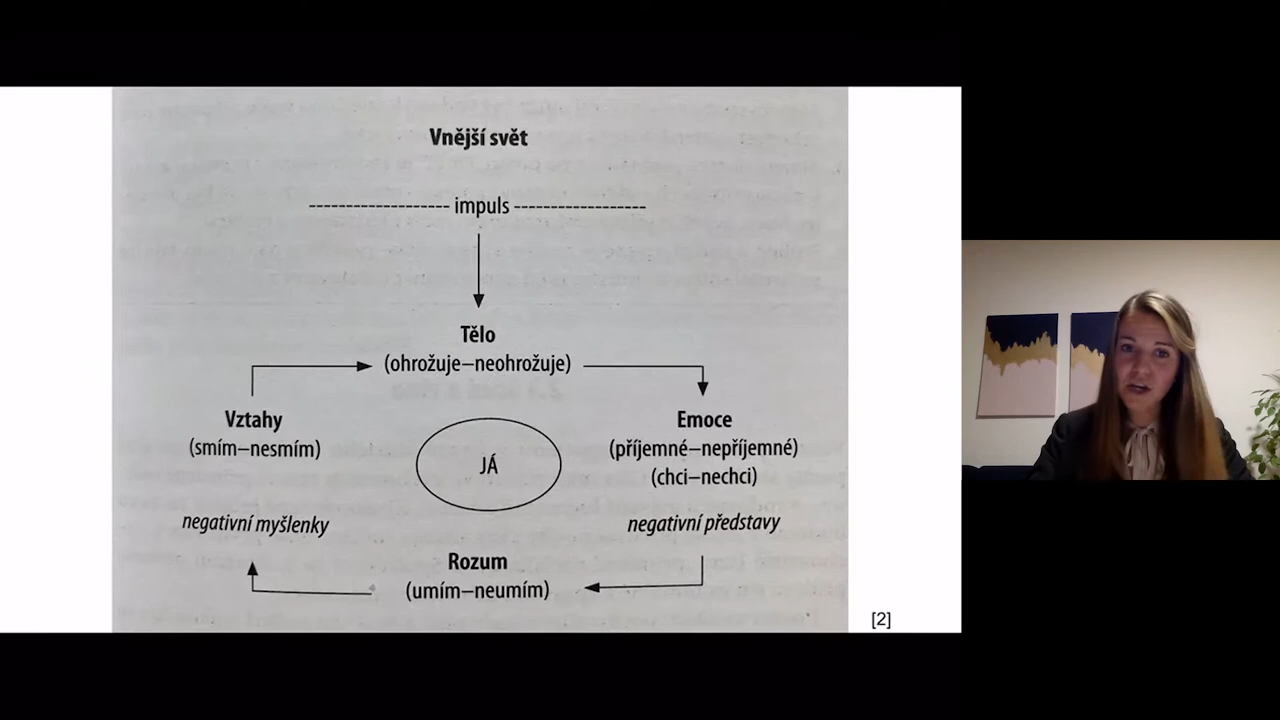 Vnější svět
-------------------- impuls -------------------
Tělo
(ohrožuje–neohrožuje)
Vztahy
(smím–nesmím)
JÁ
Emoce
(příjemné–nepříjemné)
(chci–nechci)
negativní myšlenky
negativní představy
Rozum
(umím–neumím)
[2]